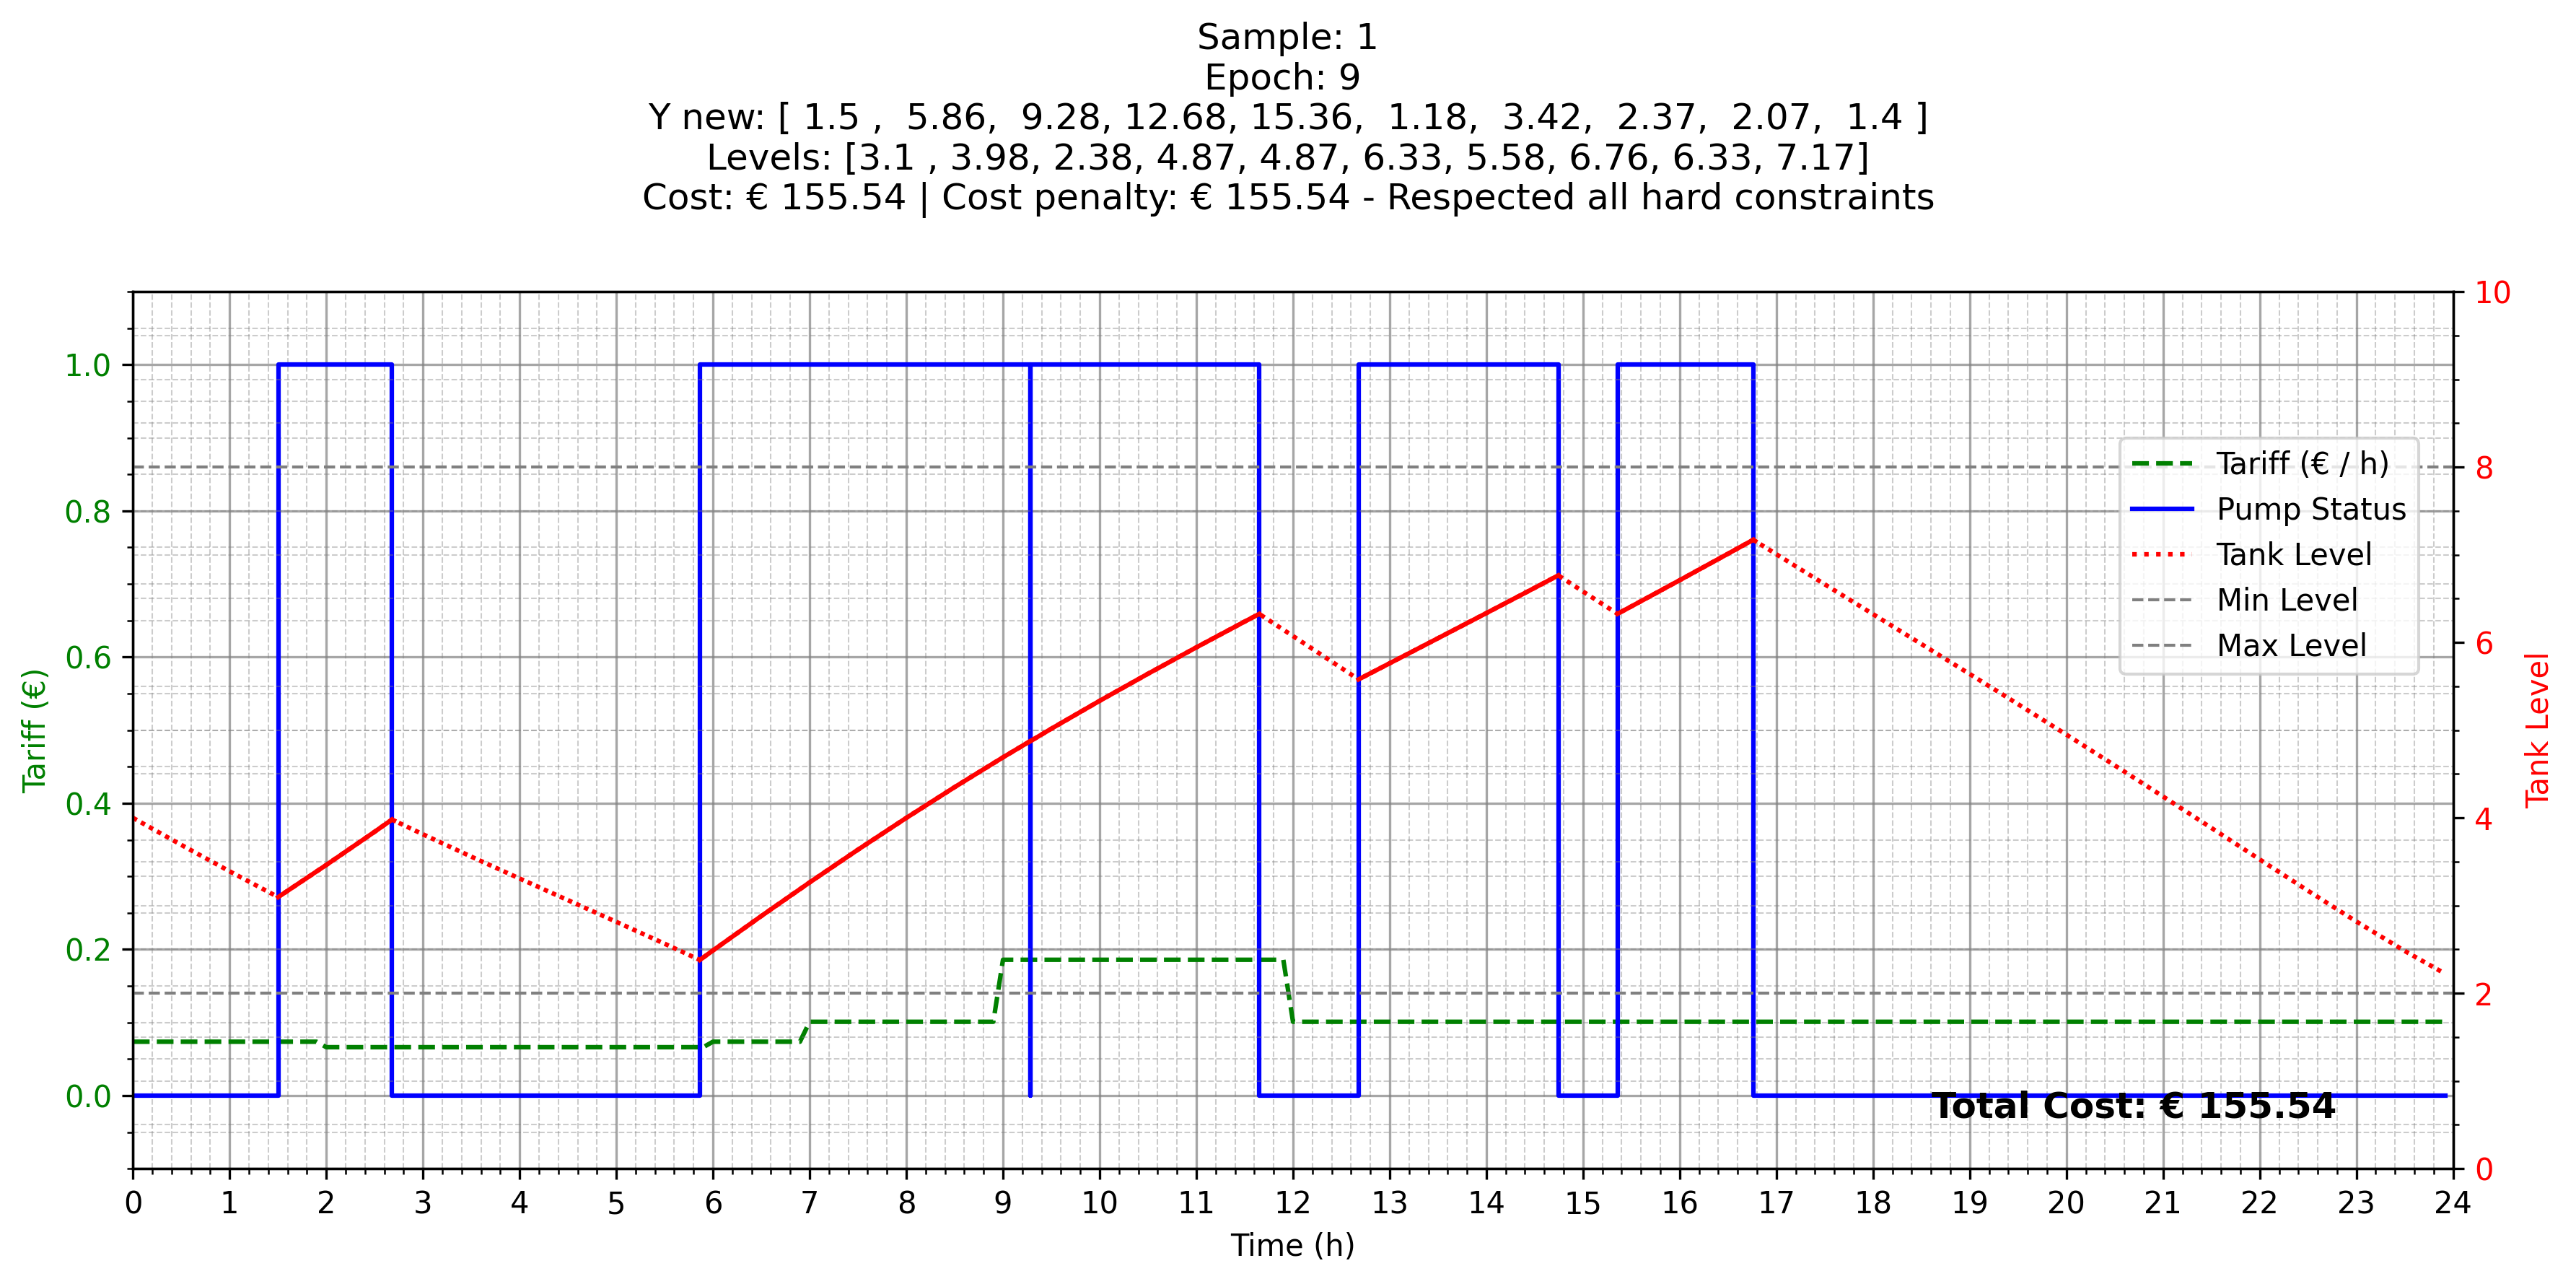 Sample: 1
Epoch: 9
Y new: [ 1.5 ,  5.86,  9.28, 12.68, 15.36,  1.18,  3.42,  2.37,  2.07,  1.4 ]
Levels: [3.1 , 3.98, 2.38, 4.87, 4.87, 6.33, 5.58, 6.76, 6.33, 7.17]
Cost: € 155.54 | Cost penalty: € 155.54 - Respected all hard constraints
10
8
6
4
2
0
Tank Level
1.0
0.8
0.6
0.4
0.2
0.0
Tariff (€)
Tariff (€ / h)
Pump Status
Tank Level
Min Level
Max Level
Total Cost: € 155.54
0 1 2 3 4 5 6 7 8 9 10 11 12 13 14 15 16 17 18 19 20 21 22 23 24
Time (h)